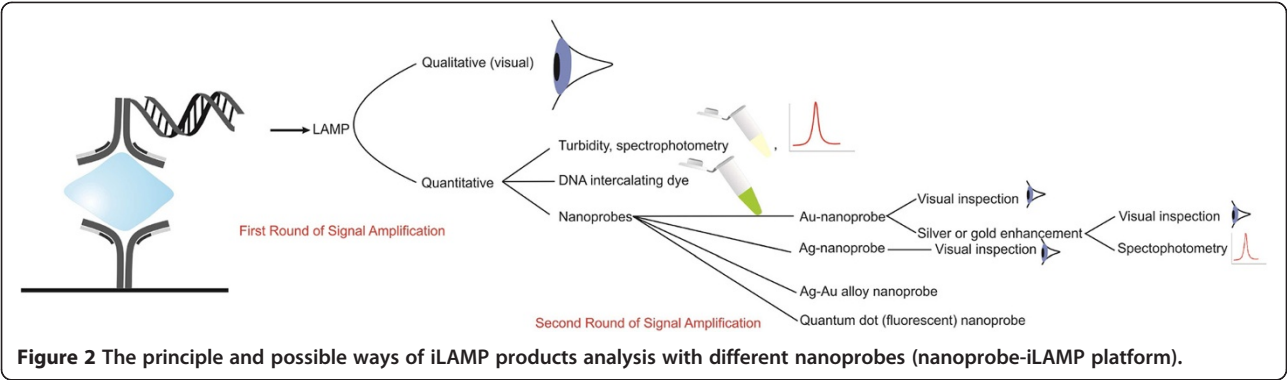 Qualitative (visual)
LAMP
Quantitative
First Round of Signal Amplification
Turbidity, spectrophotometry
,
DNA intercalating dye
Nanoprobes
Au-nanoprobe
Visual inspection
Silver or gold enhancement
Visual inspection
Spectophotometry
Ag-nanoprobe
Visual inspection
Ag-Au alloy nanoprobe
Quantum dot (fluorescent) nanoprobe
Second Round of Signal Amplification
Figure 2 The principle and possible ways of iLAMP products analysis with different nanoprobes (nanoprobe-iLAMP platform).